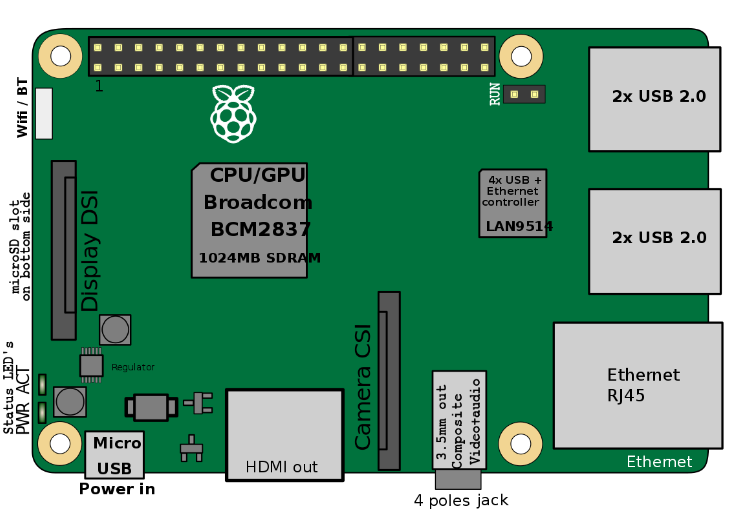 1
Wifi / BT
RUN
2x USB 2.0
CPU/GPU
Broadcom
BCM2837
1024MB SDRAM
4x USB +
Ethernet
controller
LAN9514
microSD slot
on bottom side
Display DSI
2x USB 2.0
Regulator
Status LED's
PWR ACT
Camera CSI
Ethernet
RJ45
3.5mm out
Composite
Video+audio
Micro
USB
Power in
HDMI out
Ethernet
4 poles jack